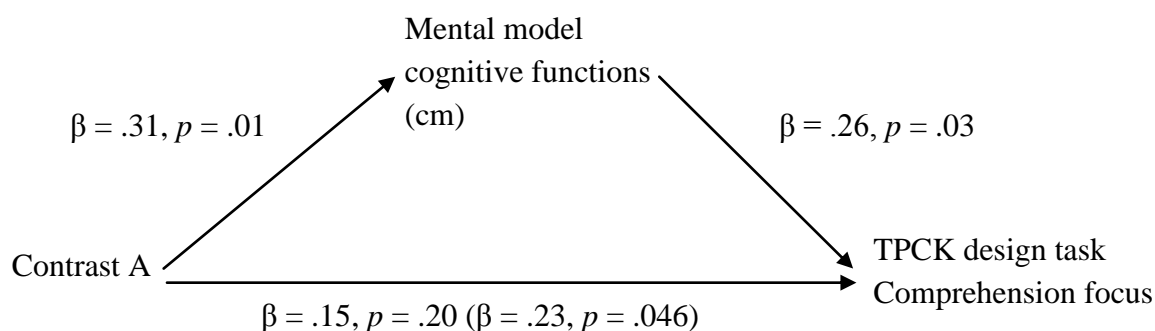 Mental model
cognitive functions
(cm)
β = .31, p = .01
β = .26, p = .03
Contrast A
TPCK design task
Comprehension focus
β = .15, p = .20 (β = .23, p = .046)